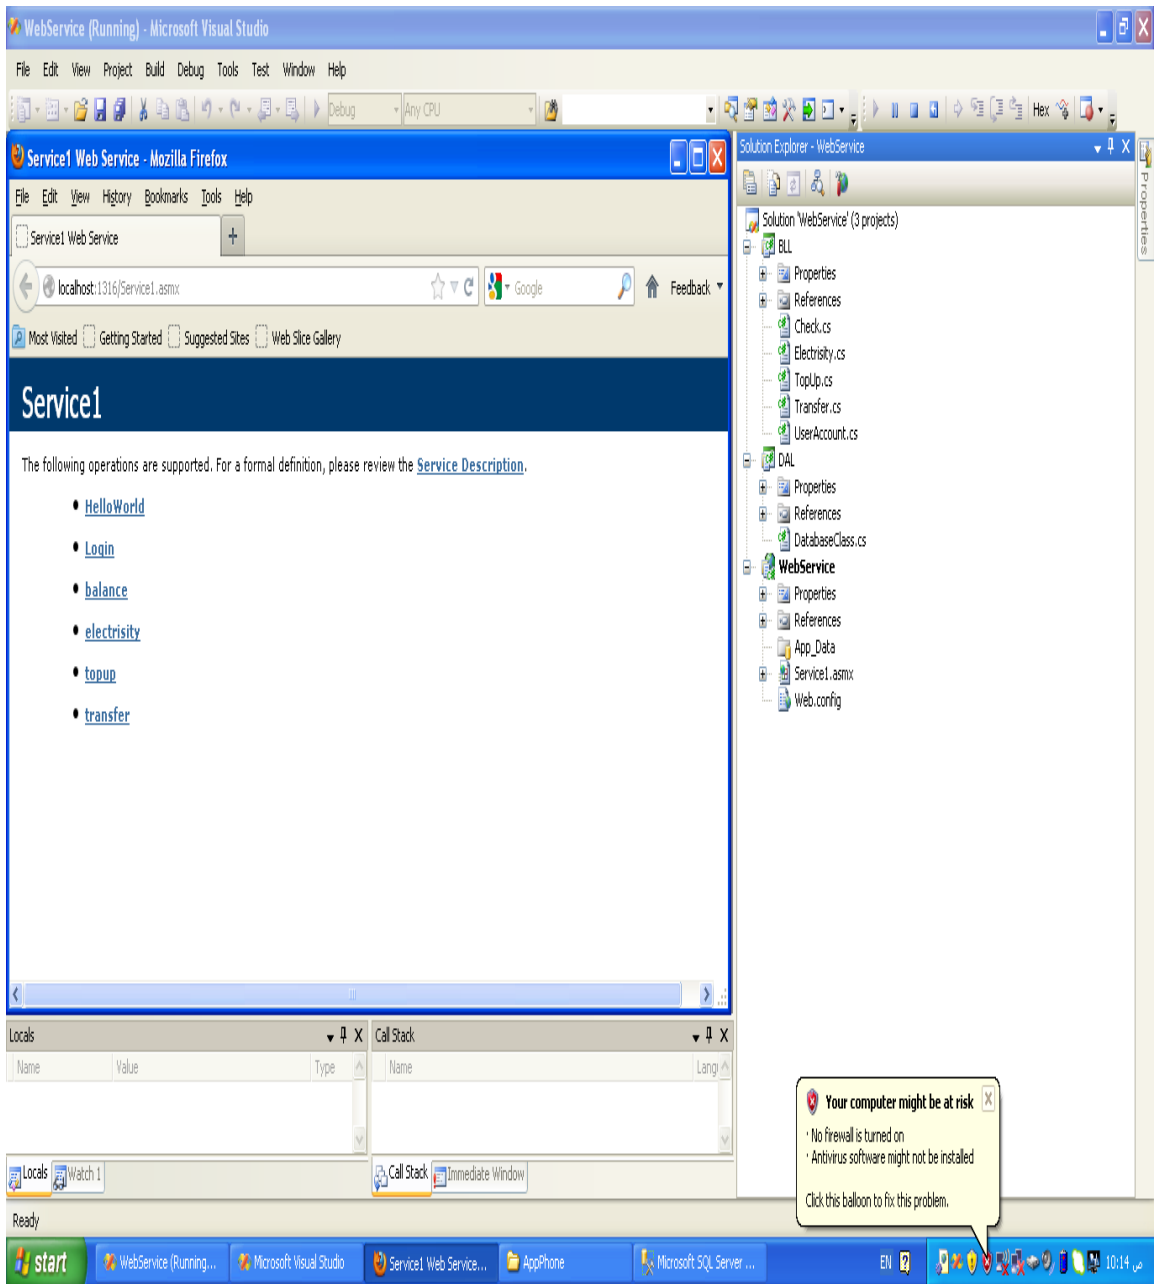 WebService (Running) - Microsoft Visual Studio
File Edit View Project Build Debug Tools Test Window Help
Debug Any CPU Hex
Service1 Web Service - Mozilla Firefox
File Edit View History Bookmarks Tools Help
Service1 Web Service
localhost:1316/Service1.asmx Google Feedback
Most Visited Getting Started Suggested Sites Web Slice Gallery
Service1
The following operations are supported. For a formal definition, please review the Service Description.
• HelloWorld
• Login
• balance
• electrisity
• topup
• transfer
Solution Explorer - WebService
Properties
Solution 'WebService' (3 projects)
BLL
Properties
References
Check.cs
Electrisity.cs
TopUp.cs
Transfer.cs
UserAccount.cs
DAL
Properties
References
DatabaseClass.cs
WebService
Properties
References
App_Data
Service1.asmx
Web.config
Locals
Name Value Type
Locals Watch 1
Call Stack
Name Langu
Call Stack Immediate Window
Your computer might be at risk
· No firewall is turned on
· Antivirus software might not be installed
Click this balloon to fix this problem.
Ready
start WebService (Running... Microsoft Visual Studio Service1 Web Service... AppPhone Microsoft SQL Server ... EN 10:14 ص